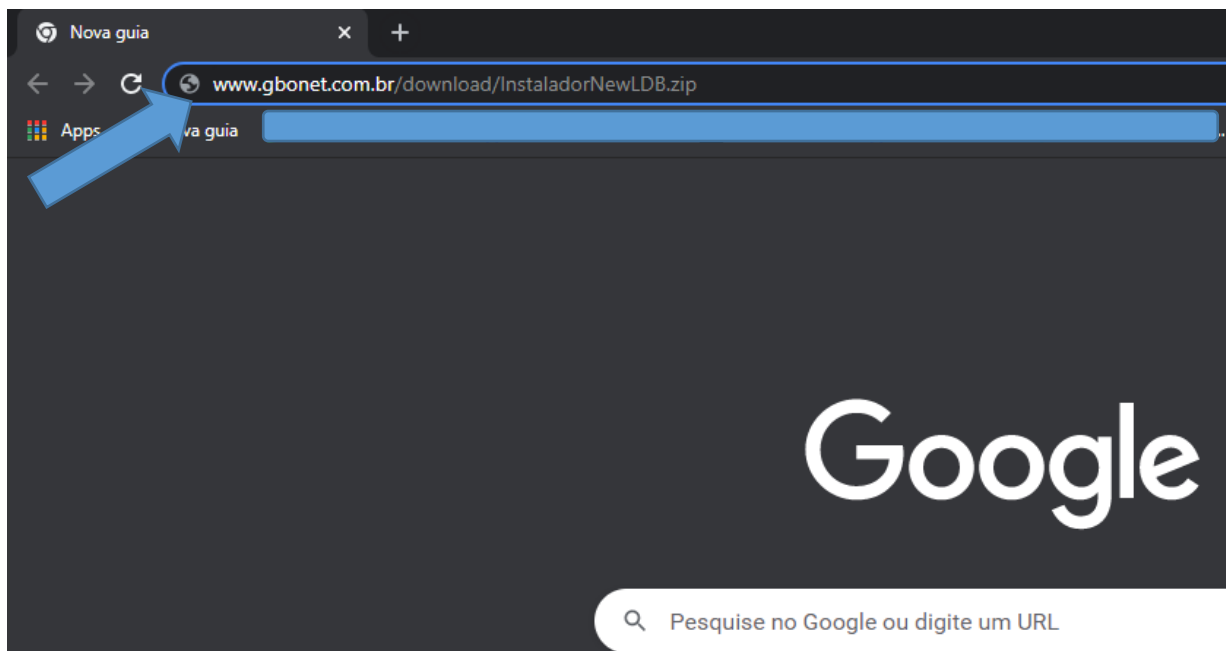 Nova guia
www.gbonet.com.br/download/InstaladorNewLDB.zip
Apps guia
Google
Pesquise no Google ou digite um URL